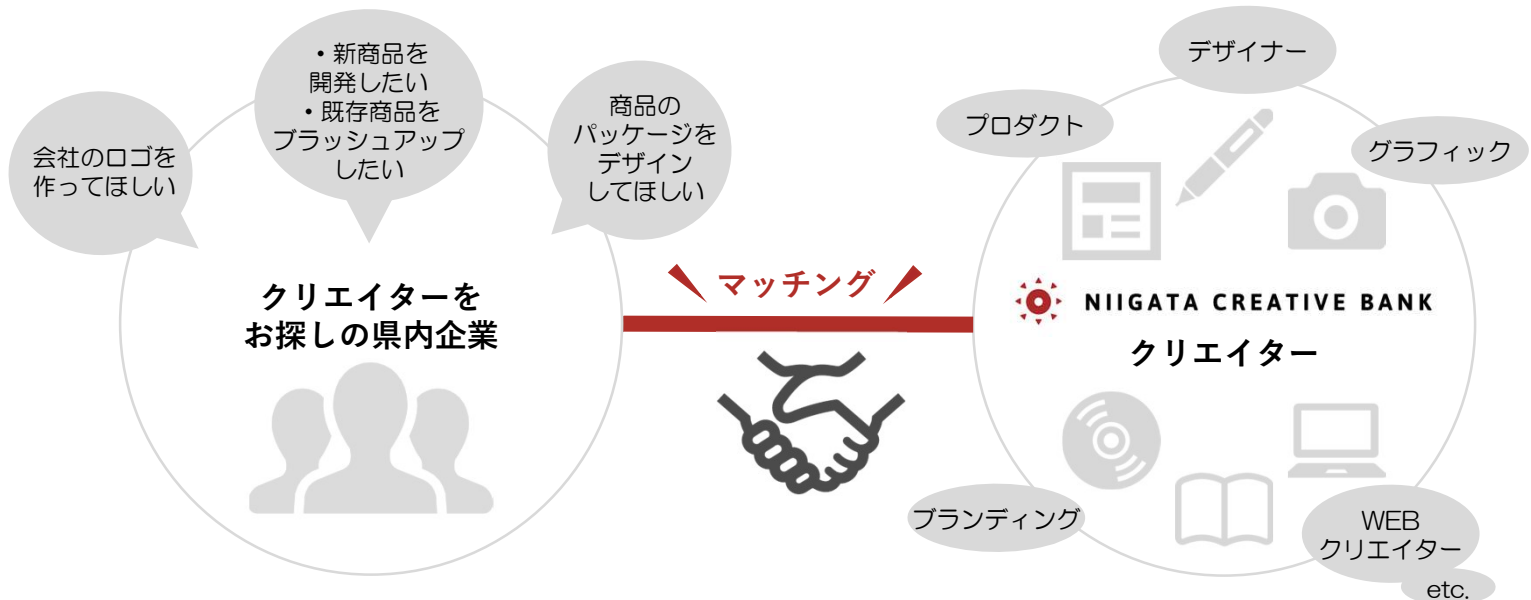 会社のロゴを
作ってほしい
・新商品を
開発したい
・既存商品を
ブラッシュアップ
したい
商品の
パッケージを
デザイン
してほしい
クリエイターを
お探しの県内企業
マッチング
デザイナー
プロダクト
グラフィック
NIIGATA CREATIVE BANK
クリエイター
ブランディング
WEB
クリエイター
etc.